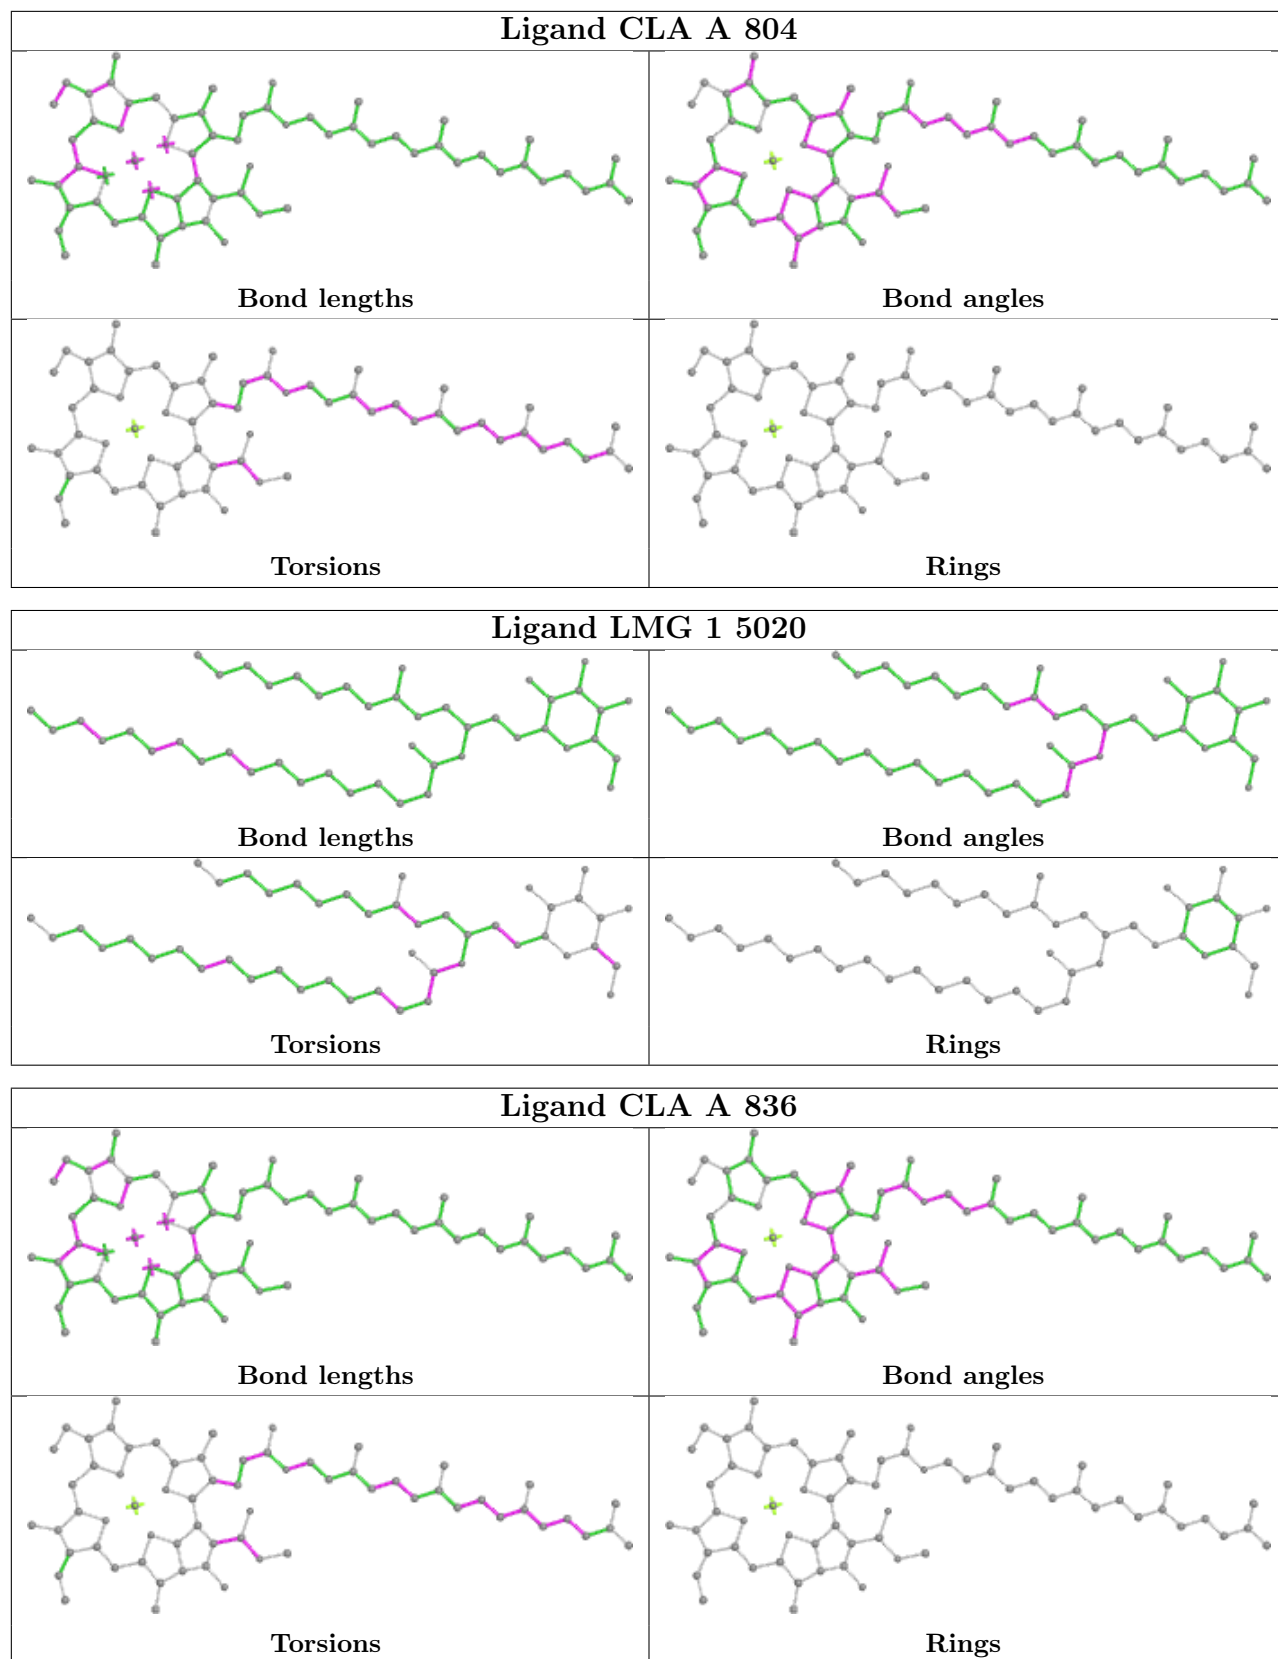 Ligand CLA A 804
Bond lengths
Bond angles
Torsions
Rings
Ligand LMG 1 5020
Bond lengths
Bond angles
Torsions
Rings
Ligand CLA A 836
Bond lengths
Bond angles
Torsions
Rings